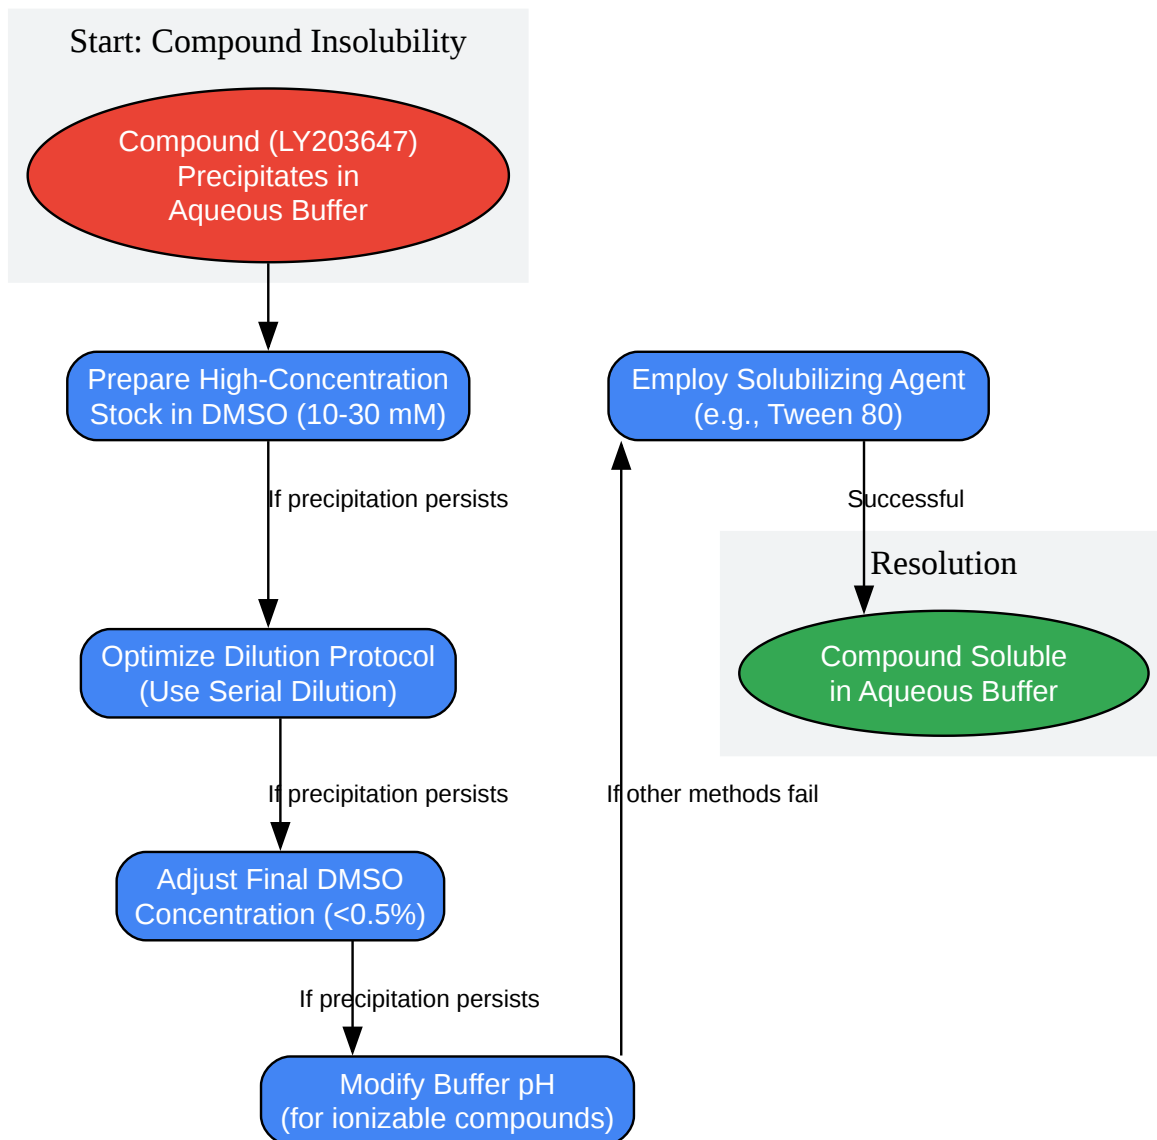 Start: Compound Insolubility
Compound (LY203647)
Precipitates in
Aqueous Buffer
Prepare High-Concentration
Stock in DMSO (10-30 mM)
If precipitation persists
Optimize Dilution Protocol
(Use Serial Dilution)
If precipitation persists
Adjust Final DMSO
Concentration (<0.5%)
If precipitation persists
Modify Buffer pH
(for ionizable compounds)
If other methods fail
Employ Solubilizing Agent
(e.g., Tween 80)
Successful
Resolution
Compound Soluble
in Aqueous Buffer